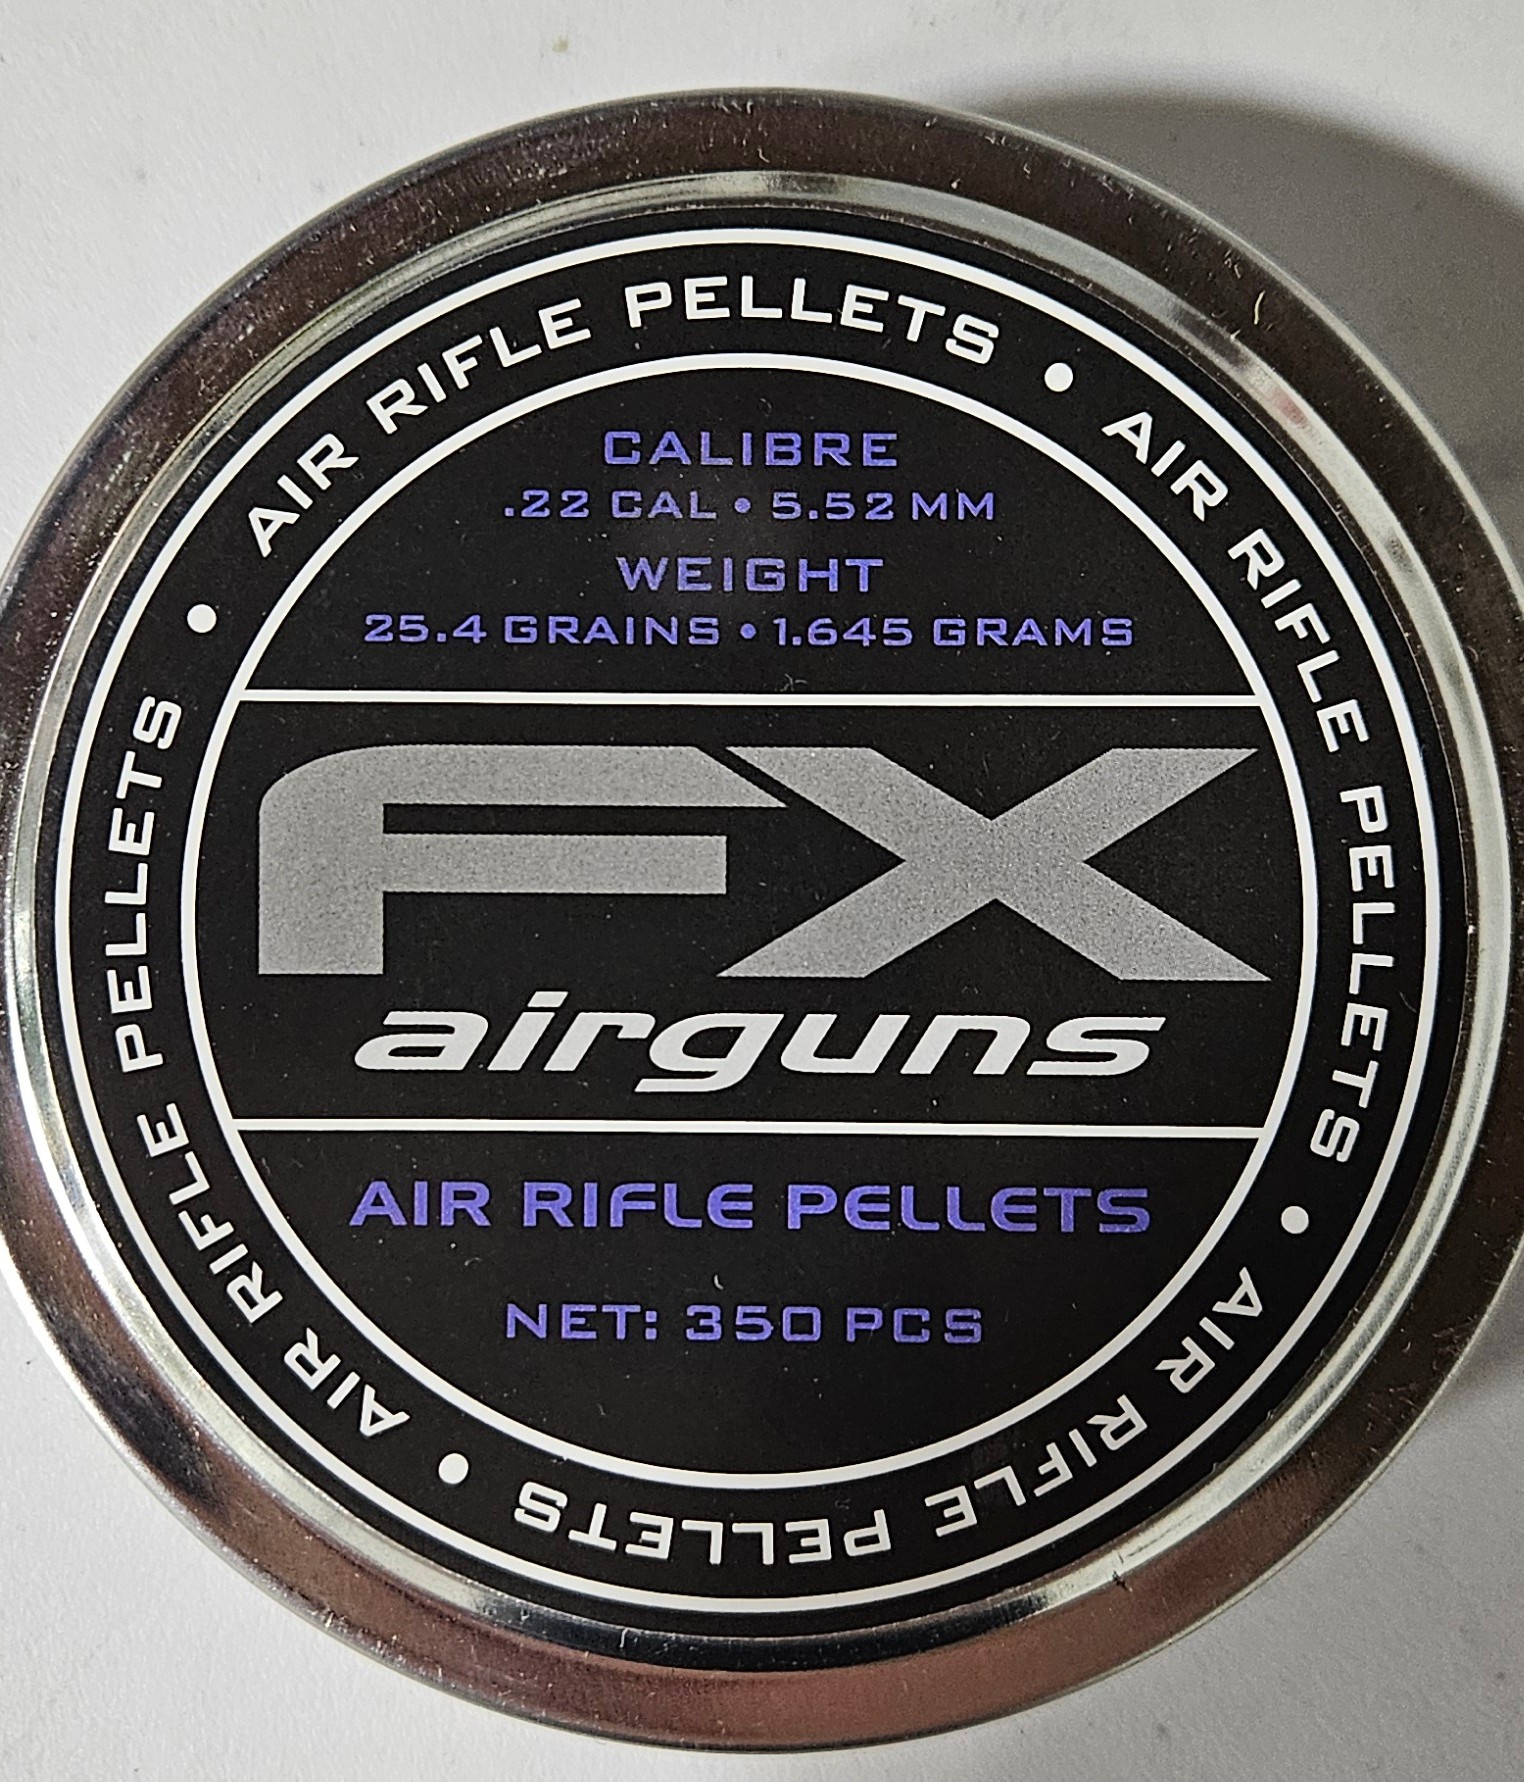 AIR RIFLE PELLETS • AIR RIFLE PELLETS • AIR RIFLE PELLETS • AIR RIFLE PELLETS •
CALIBRE
.22 CAL • 5.52 MM
WEIGHT
25.4 GRAINS • 1.645 GRAMS
FX
airguns
AIR RIFLE PELLETS
NET: 350 PCS